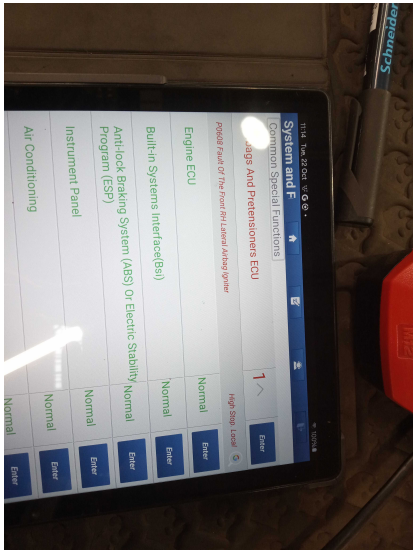 Schneider
11:14 Tue, 22 Oct
100%
System and F
Common Special Functions
bags And Pretensioners ECU
1
Enter
P0608 Fault Of The Front RH Lateral Airbag Igniter
High Stop Local
Engine ECU
Normal
Enter
Built-in Systems Interface(Bsi)
Normal
Enter
Anti-lock Braking System (ABS) Or Electric Stability
Program (ESP)
Normal
Enter
Instrument Panel
Normal
Enter
Air Conditioning
Normal
Enter